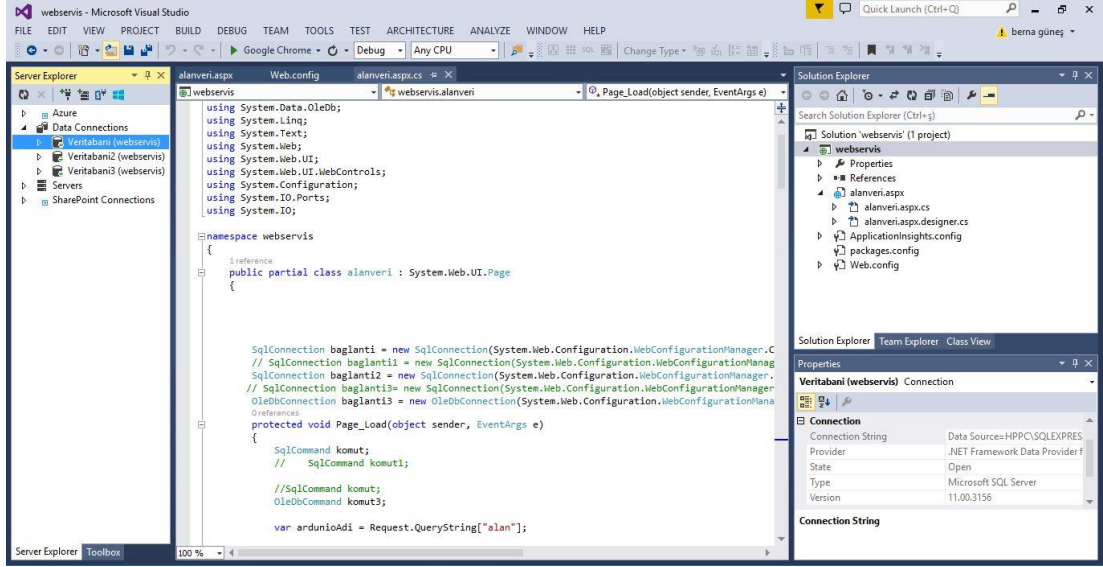 webservis - Microsoft Visual Studio
Quick Launch (Ctrl+Q)
FILE EDIT VIEW PROJECT BUILD DEBUG TEAM TOOLS TEST ARCHITECTURE ANALYZE WINDOW HELP
berna güneş
Google Chrome Debug Any CPU Change Type
Server Explorer
Azure
Data Connections
Veritabani (webservis)
Veritabani2 (webservis)
Veritabani3 (webservis)
Servers
SharePoint Connections
Server Explorer Toolbox
alanveri.aspx Web.config alanveri.aspx.cs
webservis webservis.alanveri Page_Load(object sender, EventArgs e)
using System.Data.OleDb;
using System.Linq;
using System.Text;
using System.Web;
using System.Web.UI;
using System.Web.UI.WebControls;
using System.Configuration;
using System.IO.Ports;
using System.IO;
namespace webservis
{
1 reference
public partial class alanveri : System.Web.UI.Page
{
SqlConnection baglanti = new SqlConnection(System.Web.Configuration.WebConfigurationManager.C
// SqlConnection baglanti1 = new SqlConnection(System.Web.Configuration.WebConfigurationManag
SqlConnection baglanti2 = new SqlConnection(System.Web.Configuration.WebConfigurationManager.
// SqlConnection baglanti3= new SqlConnection(System.Web.Configuration.WebConfigurationManager
OleDbConnection baglanti3 = new OleDbConnection(System.Web.Configuration.WebConfigurationMana
0 references
protected void Page_Load(object sender, EventArgs e)
{
SqlCommand komut;
// SqlCommand komut1;
//SqlCommand komut;
OleDbCommand komut3;
var ardunioAdi = Request.QueryString["alan"];
100 %
Solution Explorer
Search Solution Explorer (Ctrl+ş)
Solution 'webservis' (1 project)
webservis
Properties
References
alanveri.aspx
alanveri.aspx.cs
alanveri.aspx.designer.cs
ApplicationInsights.config
packages.config
Web.config
Solution Explorer Team Explorer Class View
Properties
Veritabani (webservis) Connection
Connection
Connection String Data Source=HPPC\SQLEXPRES
Provider .NET Framework Data Provider f
State Open
Type Microsoft SQL Server
Version 11.00.3156
Connection String